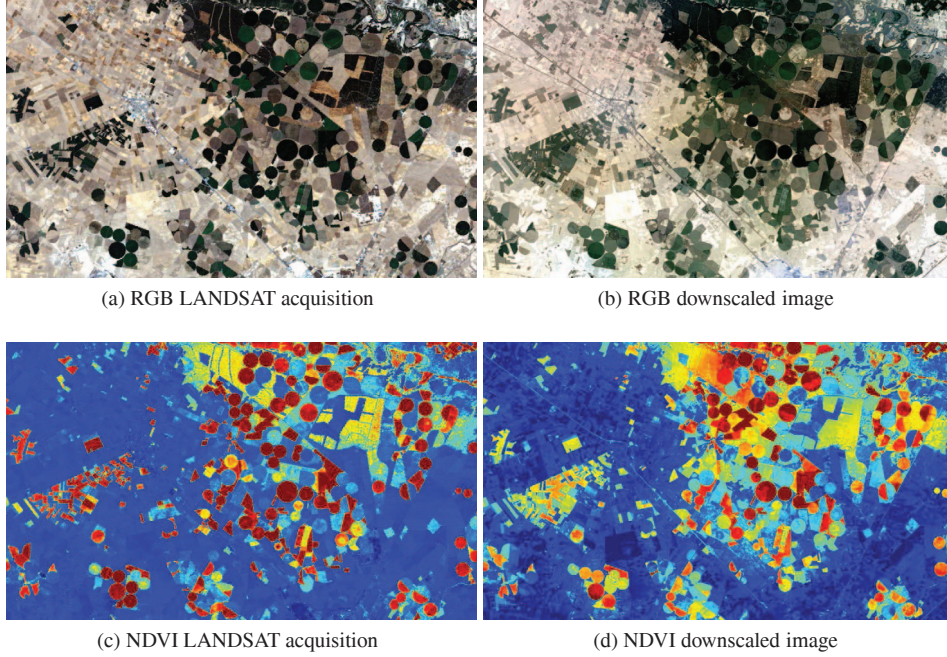 (a) RGB LANDSAT acquisition
(b) RGB downscaled image
(c) NDVI LANDSAT acquisition
(d) NDVI downscaled image